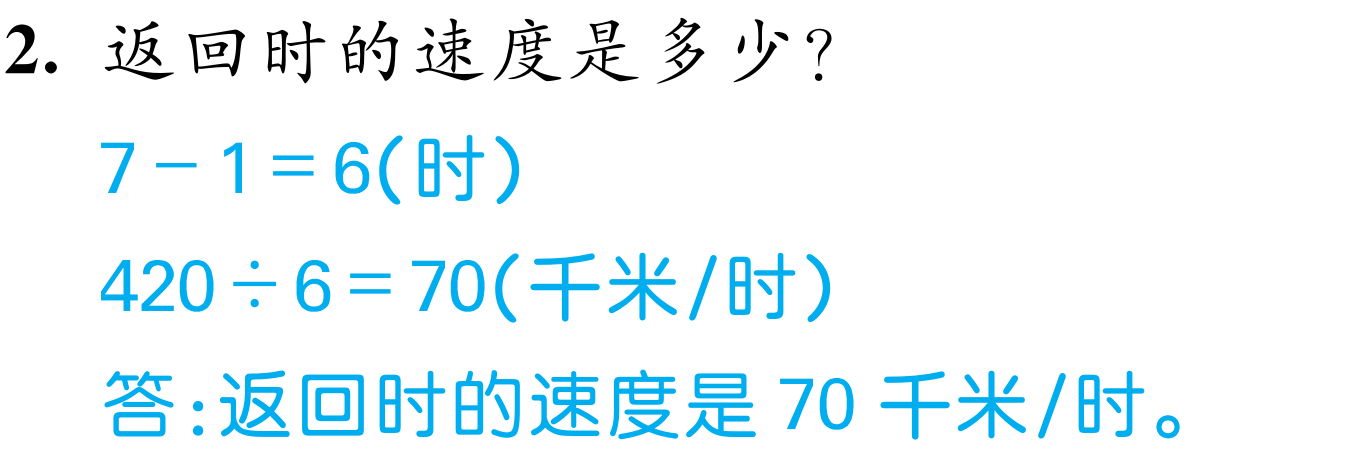 2. 返回时的速度是多少?
7－1＝6(时)
420÷6＝70(千米/时)
答:返回时的速度是 70 千米/时。